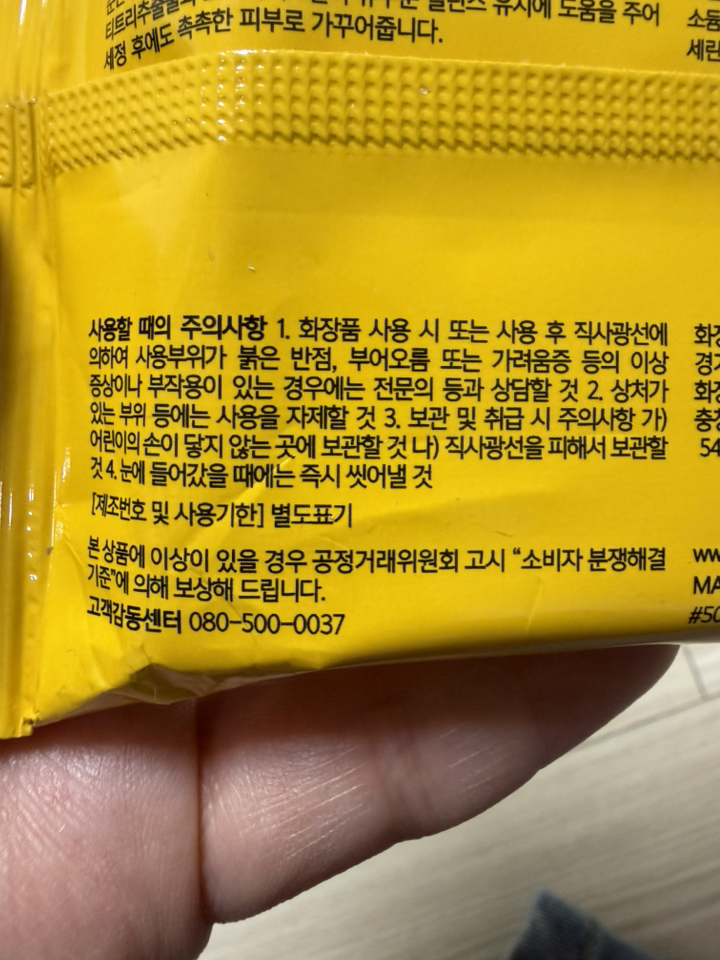 유지에 도움을 주어
세정 후에도 촉촉한 피부로 가꾸어줍니다.
사용할 때의 주의사항 1. 화장품 사용 시 또는 사용 후 직사광선에
의하여 사용부위가 붉은 반점, 부어오름 또는 가려움증 등의 이상
증상이나 부작용이 있는 경우에는 전문의 등과 상담할 것 2. 상처가
있는 부위 등에는 사용을 자제할 것 3. 보관 및 취급 시 주의사항 가)
어린이의 손이 닿지 않는 곳에 보관할 것 나) 직사광선을 피해서 보관할
것 4. 눈에 들어갔을 때에는 즉시 씻어낼 것
[제조번호 및 사용기한] 별도표기
본 상품에 이상이 있을 경우 공정거래위원회 고시 “소비자 분쟁해결
기준”에 의해 보상해 드립니다.
고객감동센터 080-500-0037